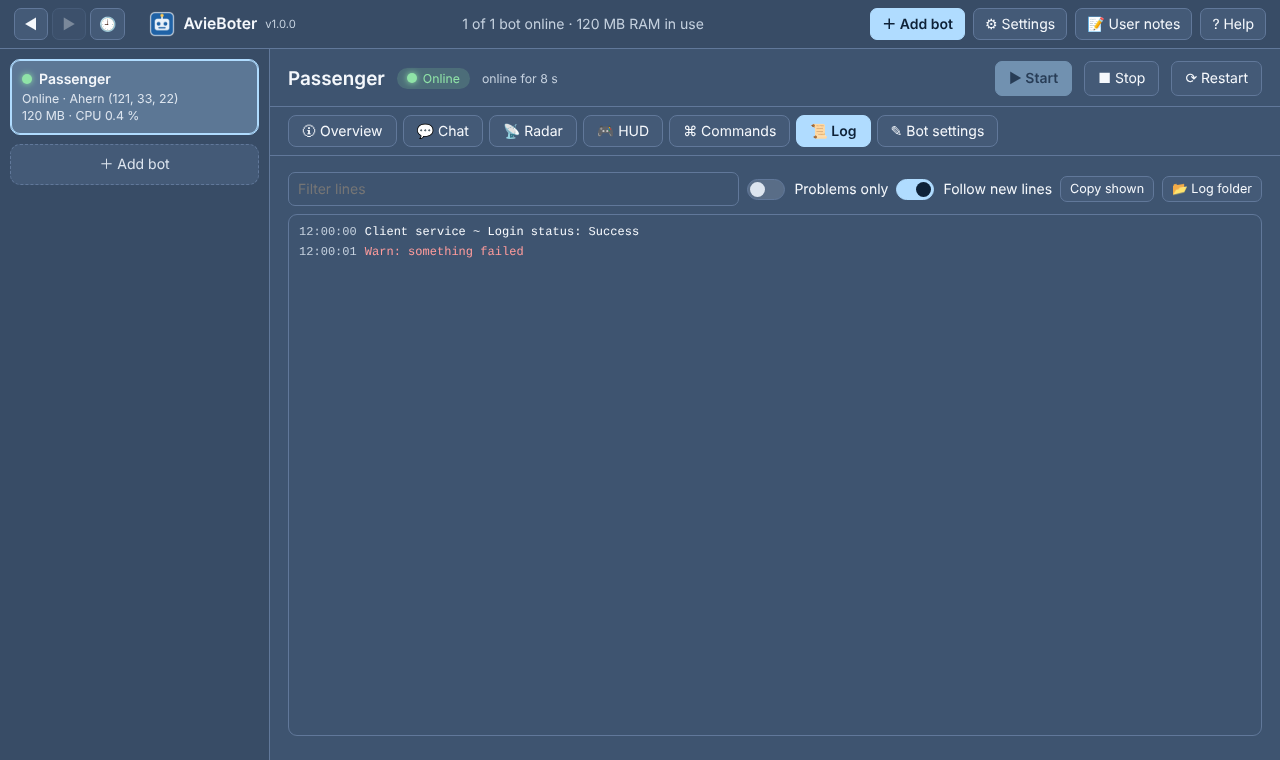 AvieBoter v1.0.0
1 of 1 bot online · 120 MB RAM in use
+ Add bot
⚙ Settings
📝 User notes
? Help
Passenger
Online · Ahern (121, 33, 22)
120 MB · CPU 0.4 %
+ Add bot
Passenger
Online
online for 8 s
▶ Start
■ Stop
⟳ Restart
🛈 Overview
💬 Chat
📡 Radar
🎮 HUD
⌘ Commands
📜 Log
✎ Bot settings
Filter lines
Problems only
Follow new lines
Copy shown
📂 Log folder
12:00:00 Client service ~ Login status: Success
12:00:01 Warn: something failed